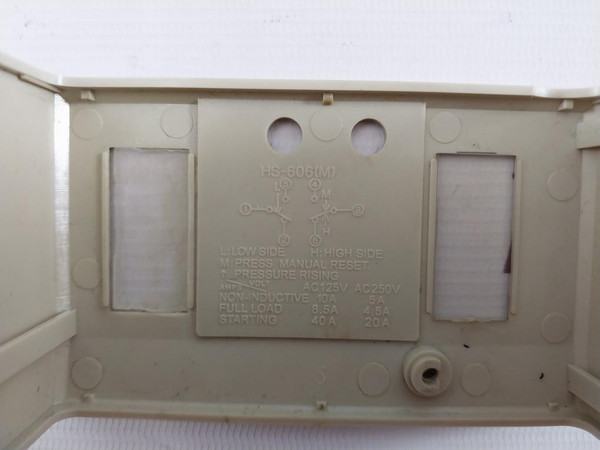 HS-606(M)
L
M
H
L:LOW SIDE H:HIGH SIDE
M:PRESS MANUAL RESET
↑ PRESSURE RISING
VOLT
AMPS AC125V AC250V
NON-INDUCTIVE 10A 5A
FULL LOAD 8.5A 4.5A
STARTING 40A 20A